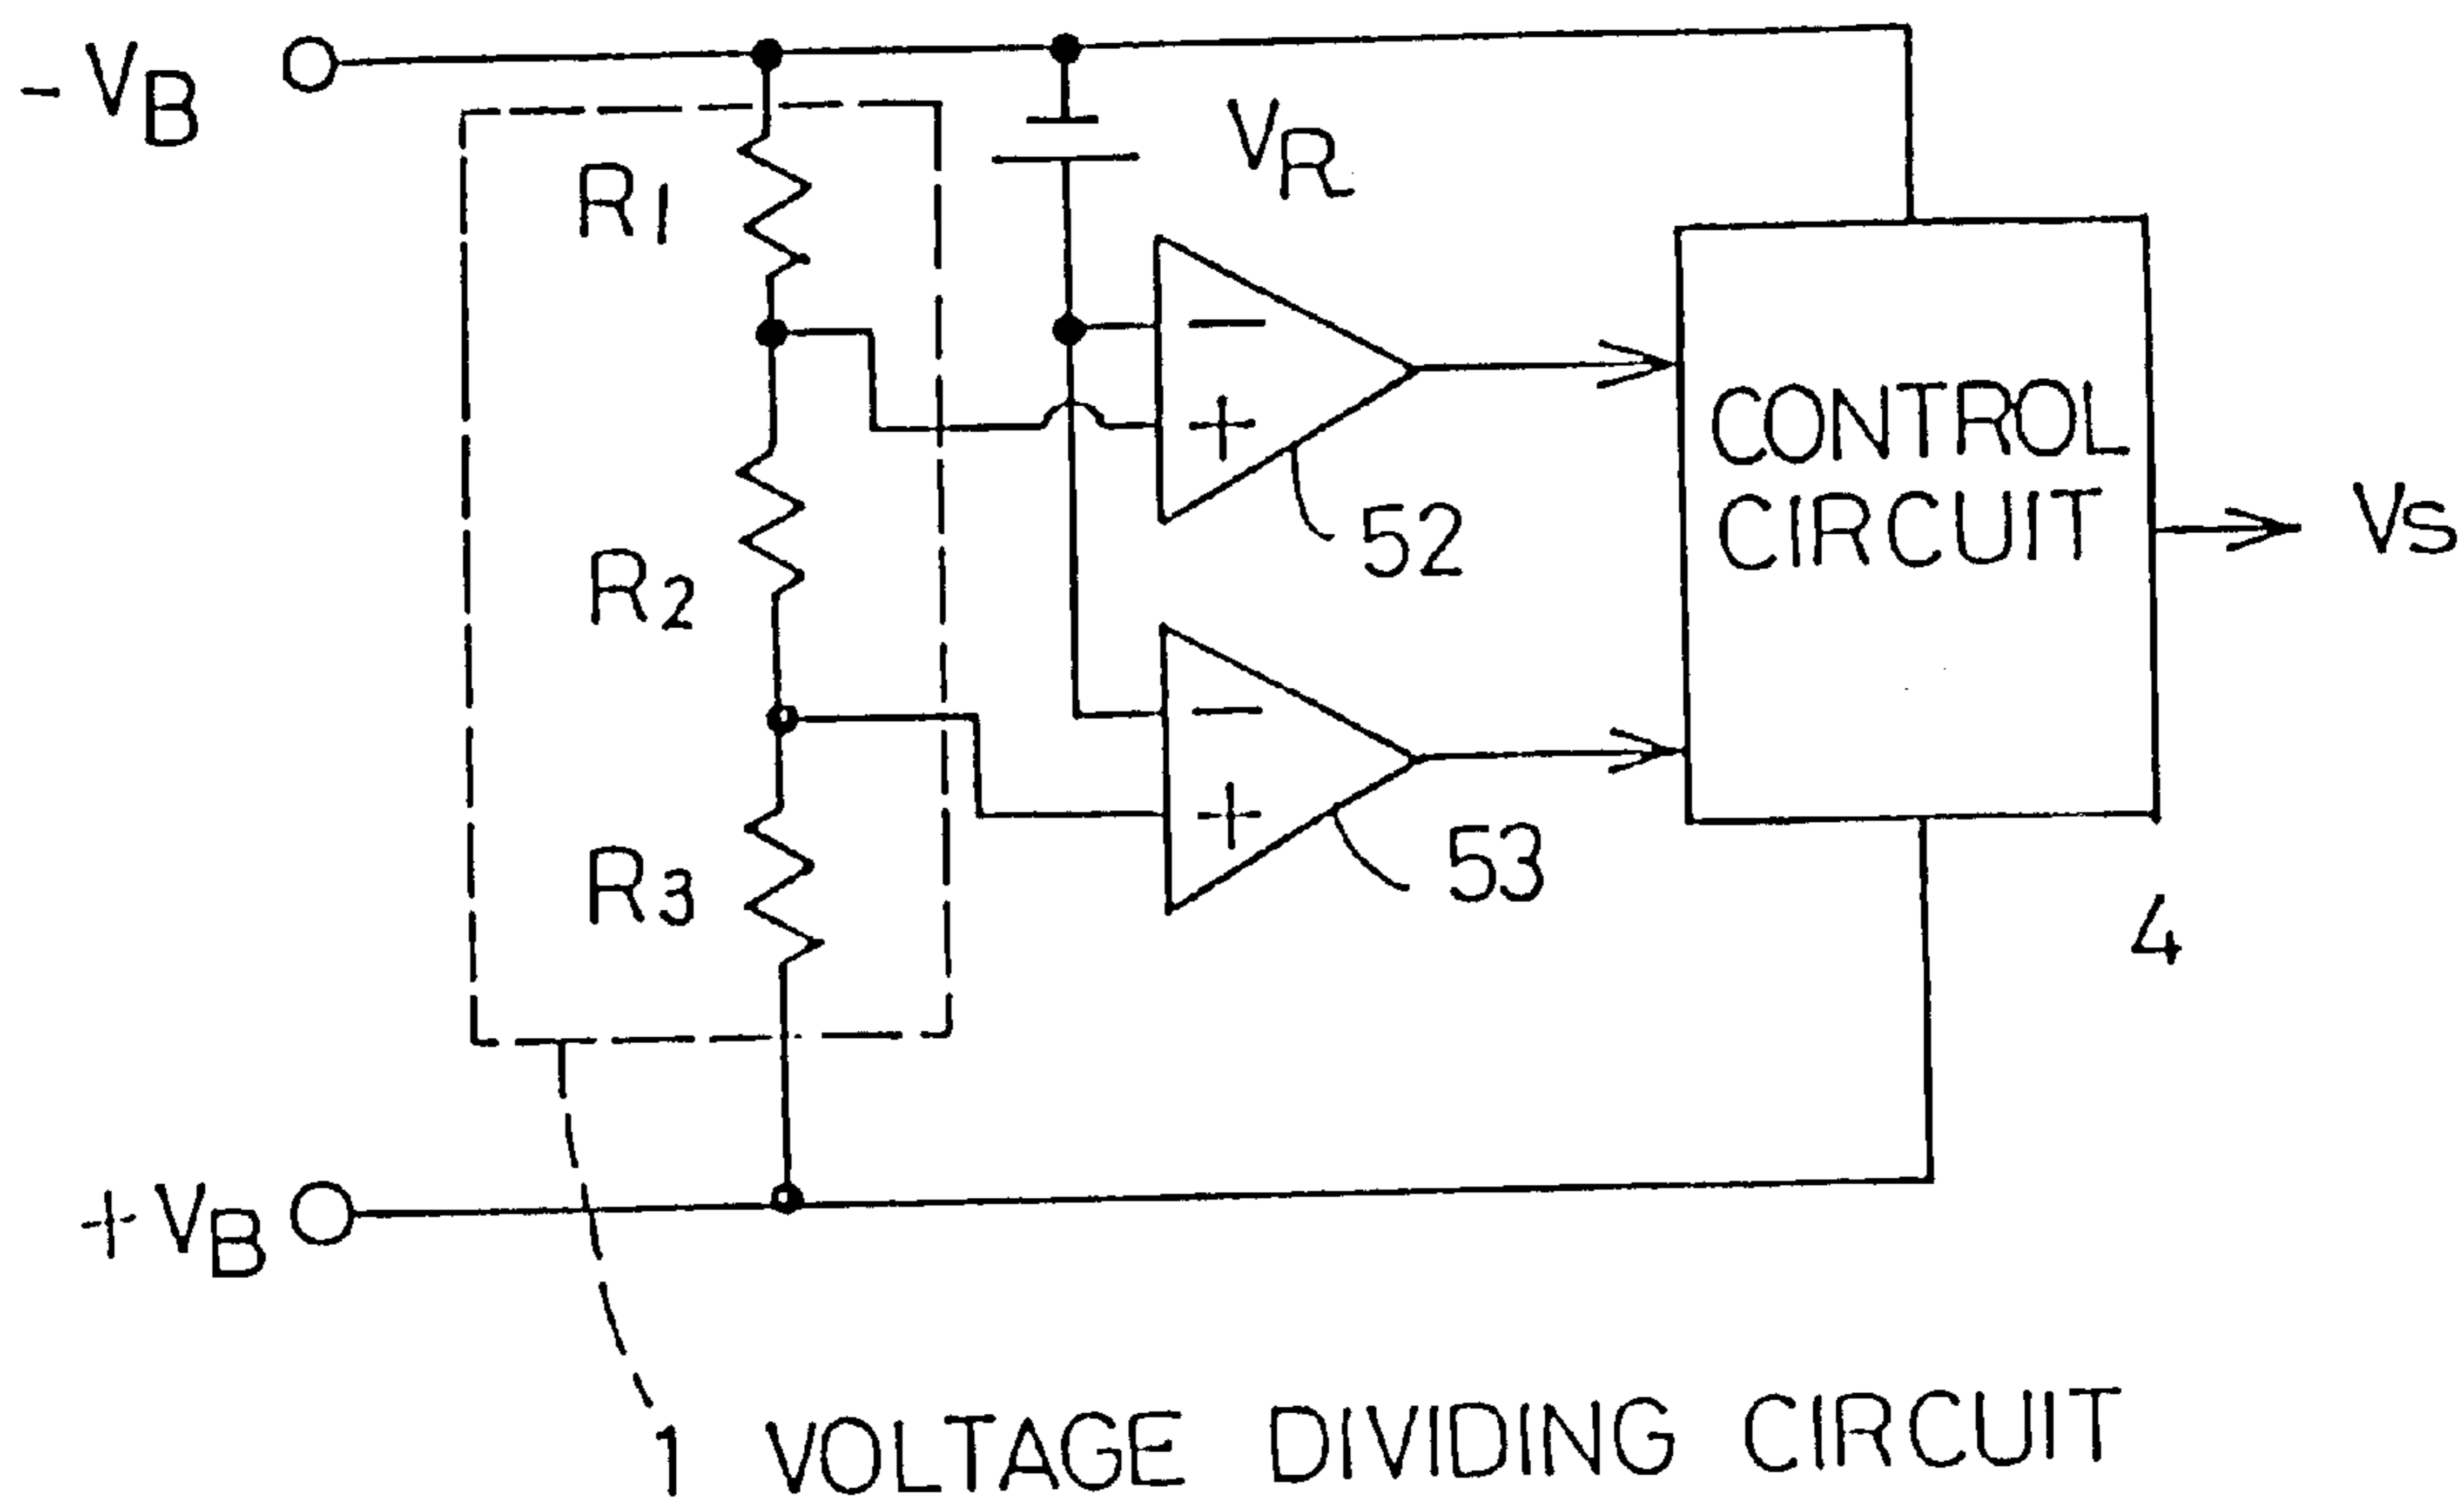 - VB
VR
R1
−
+
CONTROL
CIRCUIT
VS
52
R2
−
+
53
R3
4
+ VB
1 VOLTAGE DIVIDING CIRCUIT